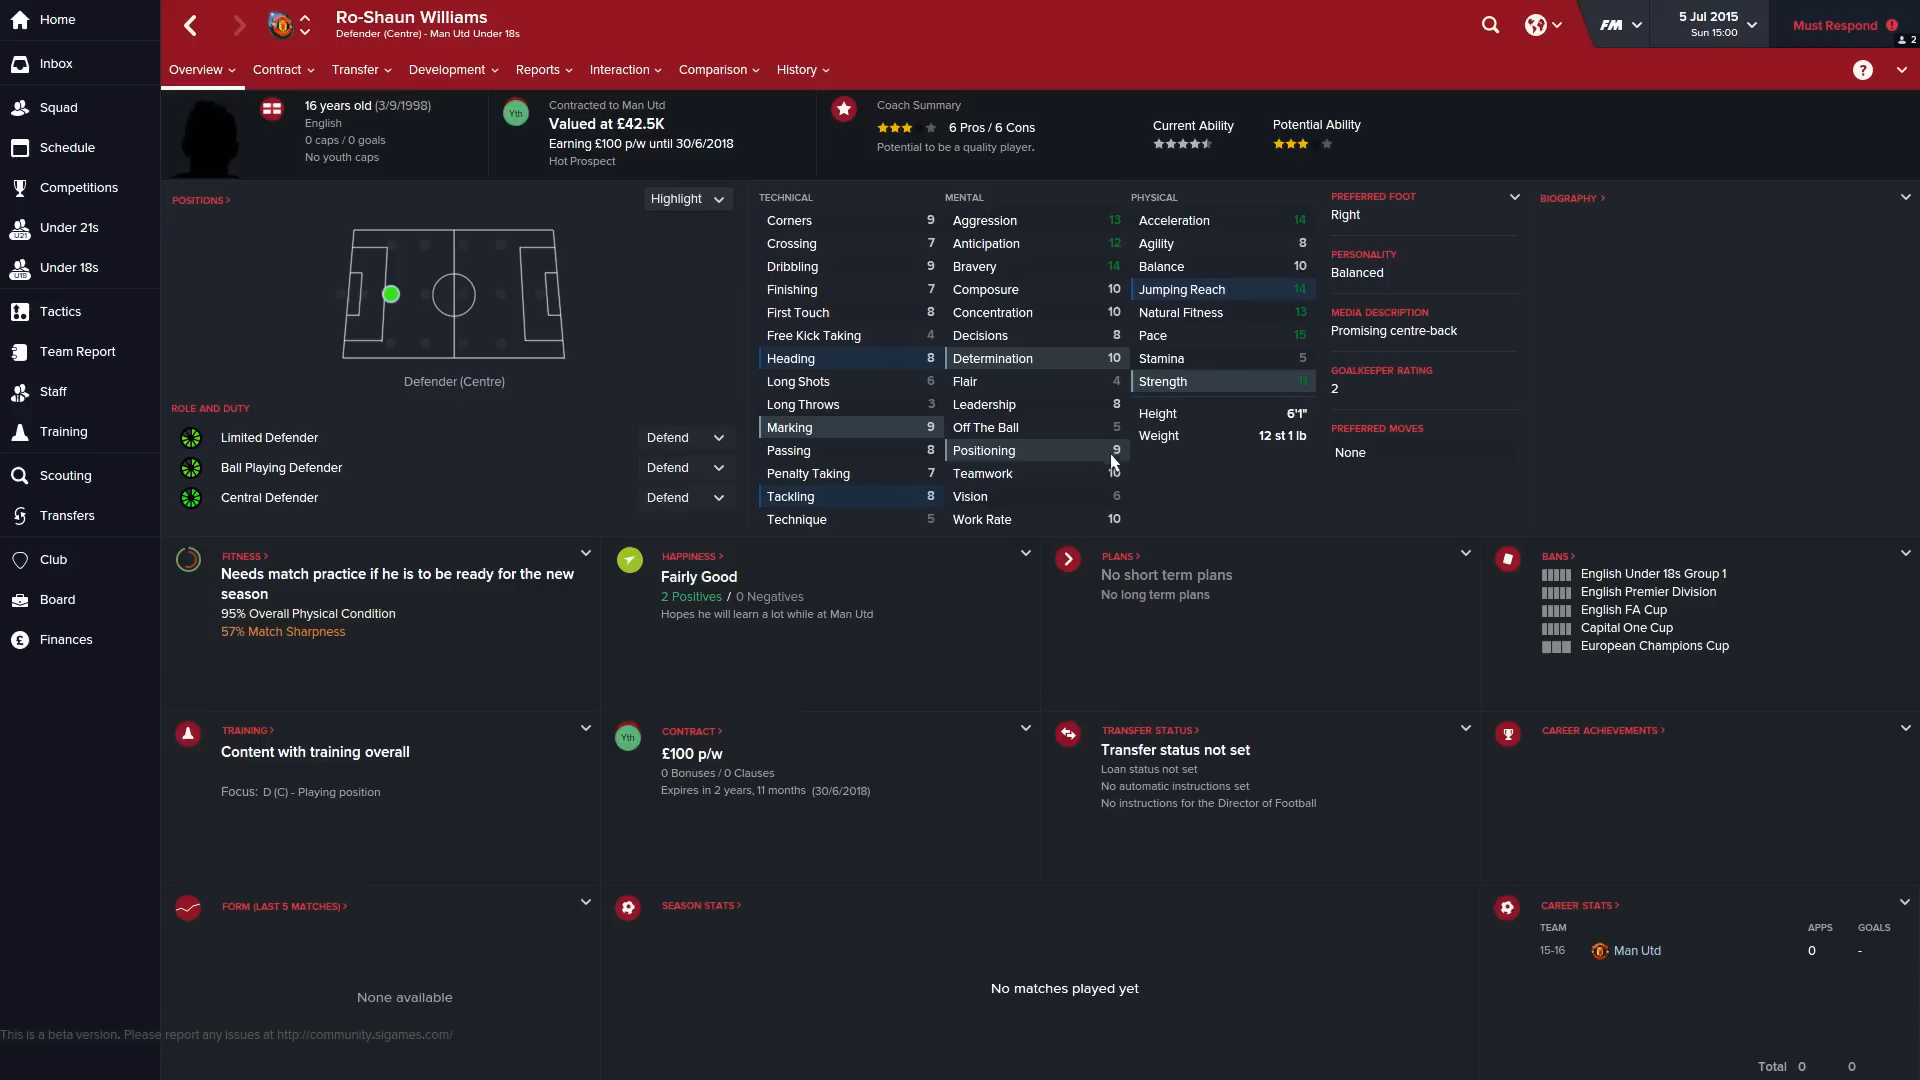 Home
Inbox
Squad
Schedule
Competitions
Under 21s
Under 18s
Tactics
Team Report
Staff
Training
Scouting
Transfers
Club
Board
Finances
Ro-Shaun Williams
Defender (Centre) - Man Utd Under 18s
FM
5 Jul 2015
Sun 15:00
Must Respond
2
Overview
Contract
Transfer
Development
Reports
Interaction
Comparison
History
?
16 years old (3/9/1998)
English
0 caps / 0 goals
No youth caps
Yth
Contracted to Man Utd
Valued at £42.5K
Earning £100 p/w until 30/6/2018
Hot Prospect
Coach Summary
6 Pros / 6 Cons
Potential to be a quality player.
Current Ability
Potential Ability
POSITIONS >
Highlight
Defender (Centre)
ROLE AND DUTY
Limited Defender Defend
Ball Playing Defender Defend
Central Defender Defend
TECHNICAL
Corners 9
Crossing 7
Dribbling 9
Finishing 7
First Touch 8
Free Kick Taking 4
Heading 8
Long Shots 6
Long Throws 3
Marking 9
Passing 8
Penalty Taking 7
Tackling 8
Technique 5
MENTAL
Aggression 13
Anticipation 12
Bravery 14
Composure 10
Concentration 10
Decisions 8
Determination 10
Flair 4
Leadership 8
Off The Ball 5
Positioning 9
Teamwork 10
Vision 6
Work Rate 10
PHYSICAL
Acceleration 14
Agility 8
Balance 10
Jumping Reach 14
Natural Fitness 13
Pace 15
Stamina 5
Strength 11
Height 6'1"
Weight 12 st 1 lb
PREFERRED FOOT
Right
PERSONALITY
Balanced
MEDIA DESCRIPTION
Promising centre-back
GOALKEEPER RATING
2
PREFERRED MOVES
None
BIOGRAPHY >
FITNESS >
Needs match practice if he is to be ready for the new
season
95% Overall Physical Condition
57% Match Sharpness
HAPPINESS >
Fairly Good
2 Positives / 0 Negatives
Hopes he will learn a lot while at Man Utd
PLANS >
No short term plans
No long term plans
BANS >
English Under 18s Group 1
English Premier Division
English FA Cup
Capital One Cup
European Champions Cup
TRAINING >
Content with training overall
Focus: D (C) - Playing position
Yth
CONTRACT >
£100 p/w
0 Bonuses / 0 Clauses
Expires in 2 years, 11 months (30/6/2018)
TRANSFER STATUS >
Transfer status not set
Loan status not set
No automatic instructions set
No instructions for the Director of Football
CAREER ACHIEVEMENTS >
FORM (LAST 5 MATCHES) >
None available
SEASON STATS >
No matches played yet
CAREER STATS >
TEAM APPS GOALS
15-16 Man Utd 0 -
Total 0 0
This is a beta version. Please report any issues at http://community.sigames.com/